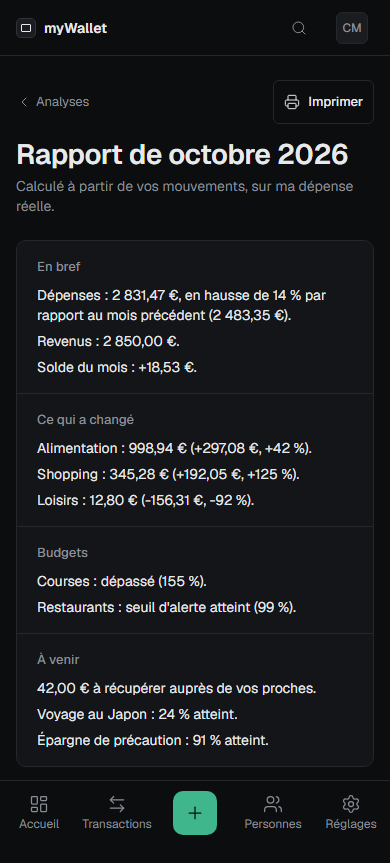 myWallet
CM
Analyses
Imprimer
Rapport de octobre 2026
Calculé à partir de vos mouvements, sur ma dépense
réelle.
En bref
Dépenses : 2 831,47 €, en hausse de 14 % par
rapport au mois précédent (2 483,35 €).
Revenus : 2 850,00 €.
Solde du mois : +18,53 €.
Ce qui a changé
Alimentation : 998,94 € (+297,08 €, +42 %).
Shopping : 345,28 € (+192,05 €, +125 %).
Loisirs : 12,80 € (-156,31 €, -92 %).
Budgets
Courses : dépassé (155 %).
Restaurants : seuil d'alerte atteint (99 %).
À venir
42,00 € à récupérer auprès de vos proches.
Voyage au Japon : 24 % atteint.
Épargne de précaution : 91 % atteint.
Accueil
Transactions
Personnes
Réglages